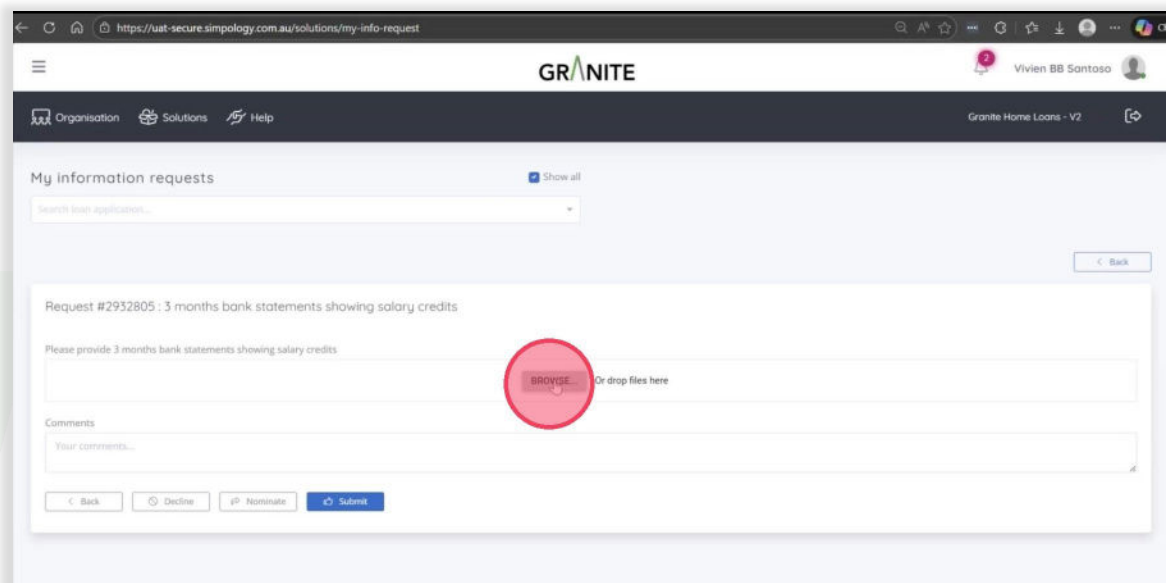 https://uat-secure.simpology.com.au/solutions/my-info-request
GRANITE
2
Vivien BB Santoso
Organisation Solutions Help
Granite Home Loans - V2
My information requests
Show all
Search loan application...
< Back
Request #2932805 : 3 months bank statements showing salary credits
Please provide 3 months bank statements showing salary credits
BROWSE... Or drop files here
Comments
Your comments...
< Back Decline Nominate Submit